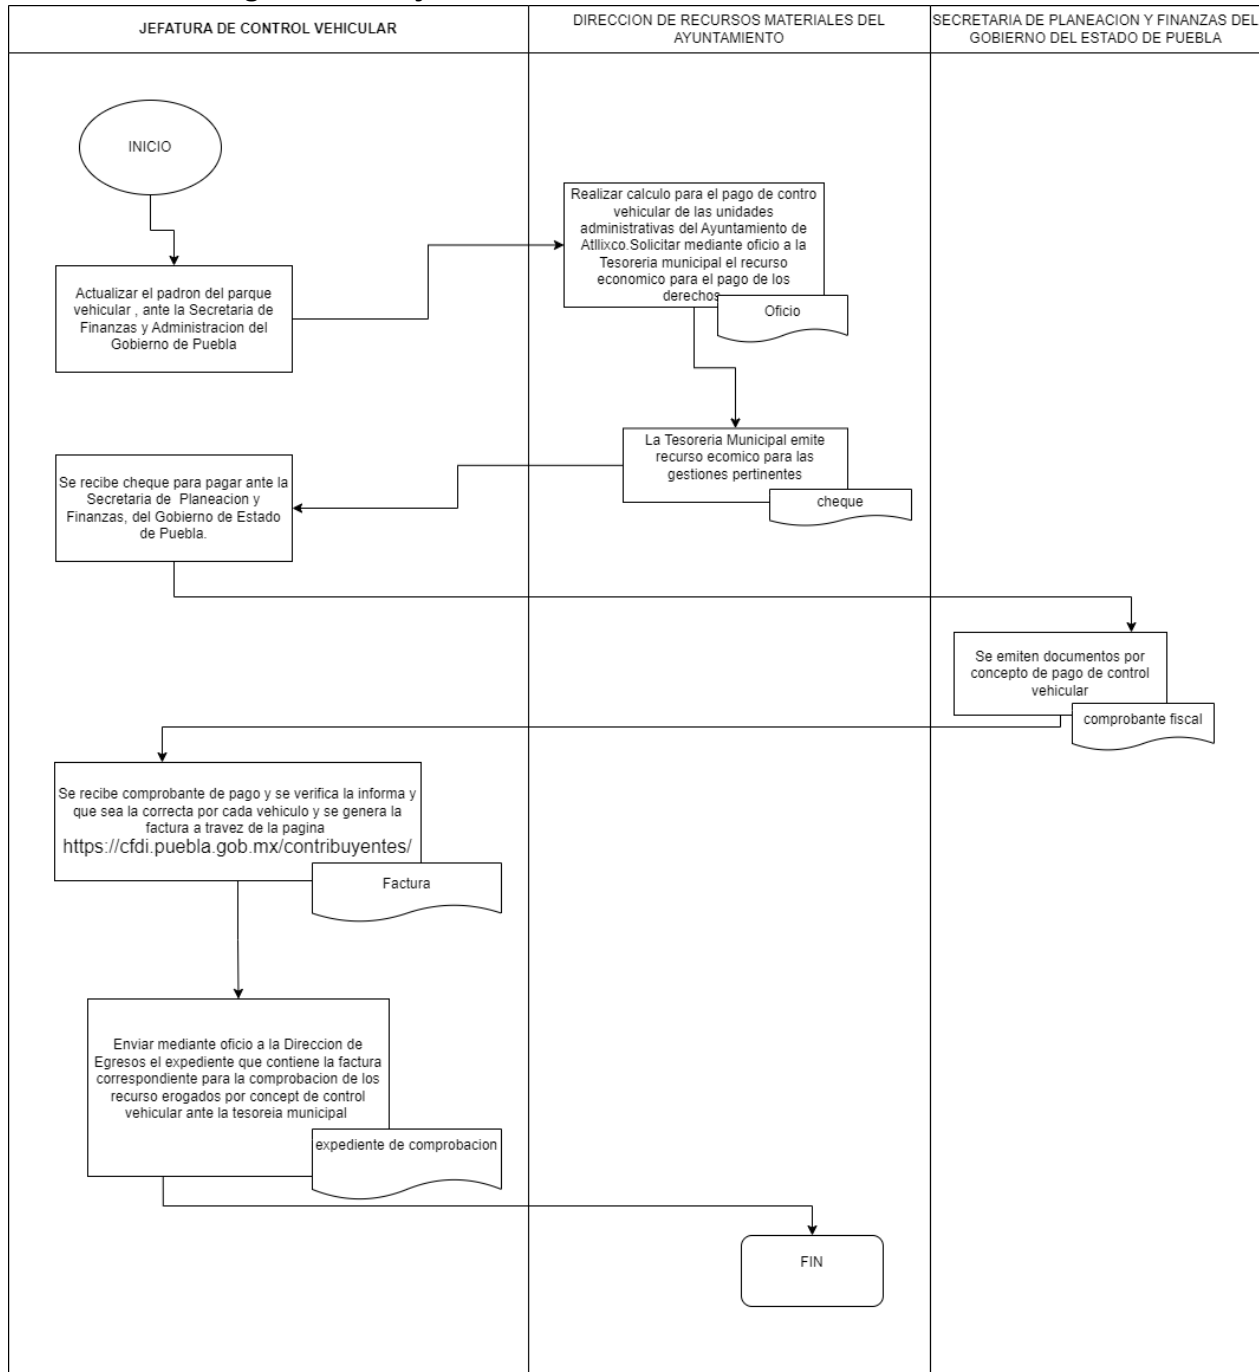 JEFATURA DE CONTROL VEHICULAR
DIRECCION DE RECURSOS MATERIALES DEL
AYUNTAMIENTO
SECRETARIA DE PLANEACION Y FINANZAS DEL
GOBIERNO DEL ESTADO DE PUEBLA
INICIO
Actualizar el padron del parque
vehicular , ante la Secretaria de
Finanzas y Administracion del
Gobierno de Puebla
Realizar calculo para el pago de contro
vehicular de las unidades
administrativas del Ayuntamiento de
Atllixco.Solicitar mediante oficio a la
Tesoreria municipal el recurso
economico para el pago de los
derechos
Oficio
La Tesoreria Municipal emite
recurso ecomico para las
gestiones pertinentes
cheque
Se recibe cheque para pagar ante la
Secretaria de Planeacion y
Finanzas, del Gobierno de Estado
de Puebla.
Se emiten documentos por
concepto de pago de control
vehicular
comprobante fiscal
Se recibe comprobante de pago y se verifica la informa y
que sea la correcta por cada vehiculo y se genera la
factura a travez de la pagina
https://cfdi.puebla.gob.mx/contribuyentes/
Factura
Enviar mediante oficio a la Direccion de
Egresos el expediente que contiene la factura
correspondiente para la comprobacion de los
recurso erogados por concept de control
vehicular ante la tesoreia municipal
expediente de comprobacion
FIN